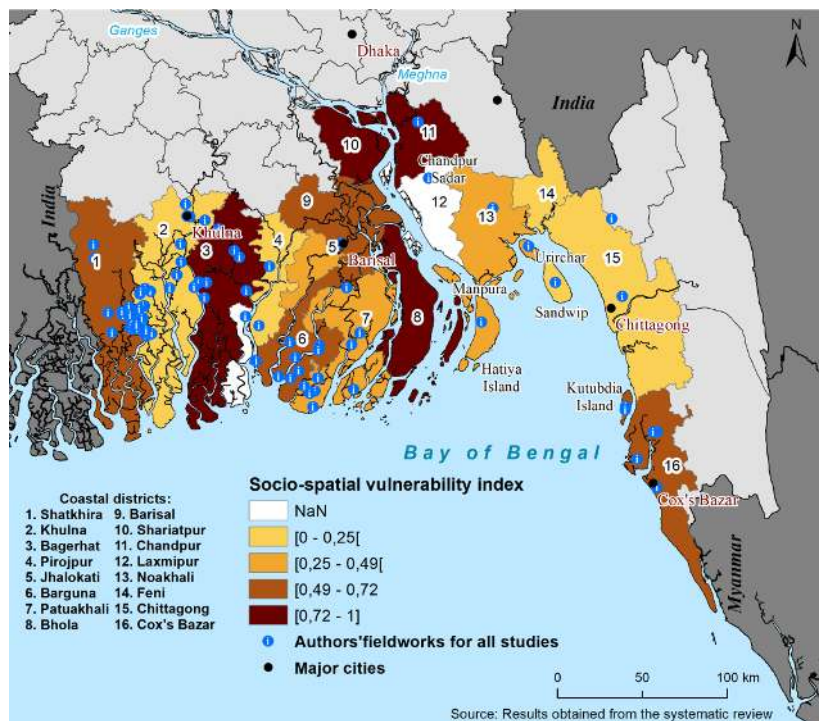 Ganges
Dhaka
N
Meghna
India
10
11
Chandpur
Sadar
14
9
12
13
2
India
Khulna
4
15
3
5
Urirchar
1
Barisal
Manpura
Sandwip
8
Chittagong
6
7
Hatiya
Island
Kutubdia
Island
Bay of Bengal
16
Cox's Bazar
Myanmar
Coastal districts:
1. Shatkhira 9. Barisal
2. Khulna 10. Shariatpur
3. Bagerhat 11. Chandpur
4. Pirojpur 12. Laxmipur
5. Jhalokati 13. Noakhali
6. Barguna 14. Feni
7. Patuakhali 15. Chittagong
8. Bhola 16. Cox's Bazar
Socio-spatial vulnerability index
NaN
[0 - 0,25[
[0,25 - 0,49[
[0,49 - 0,72
[0,72 - 1]
Authors'fieldworks for all studies
Major cities
0 50 100 km
Source: Results obtained from the systematic review